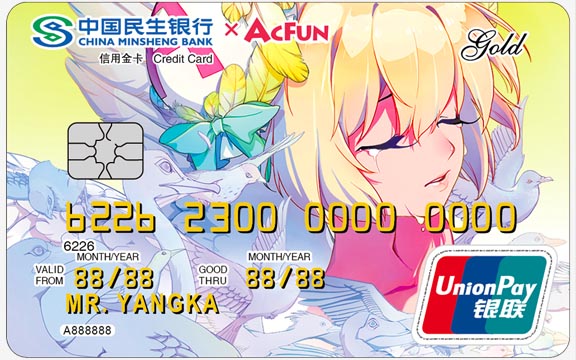 中国民生银行 × ACFUN
CHINA MINSHENG BANK
信用金卡 Credit Card
Gold
6226 2300 0000 0000
6226
MONTH/YEAR MONTH/YEAR
VALID FROM 88/88 GOOD THRU 88/88
MR. YANGKA
A888888
UnionPay
银联